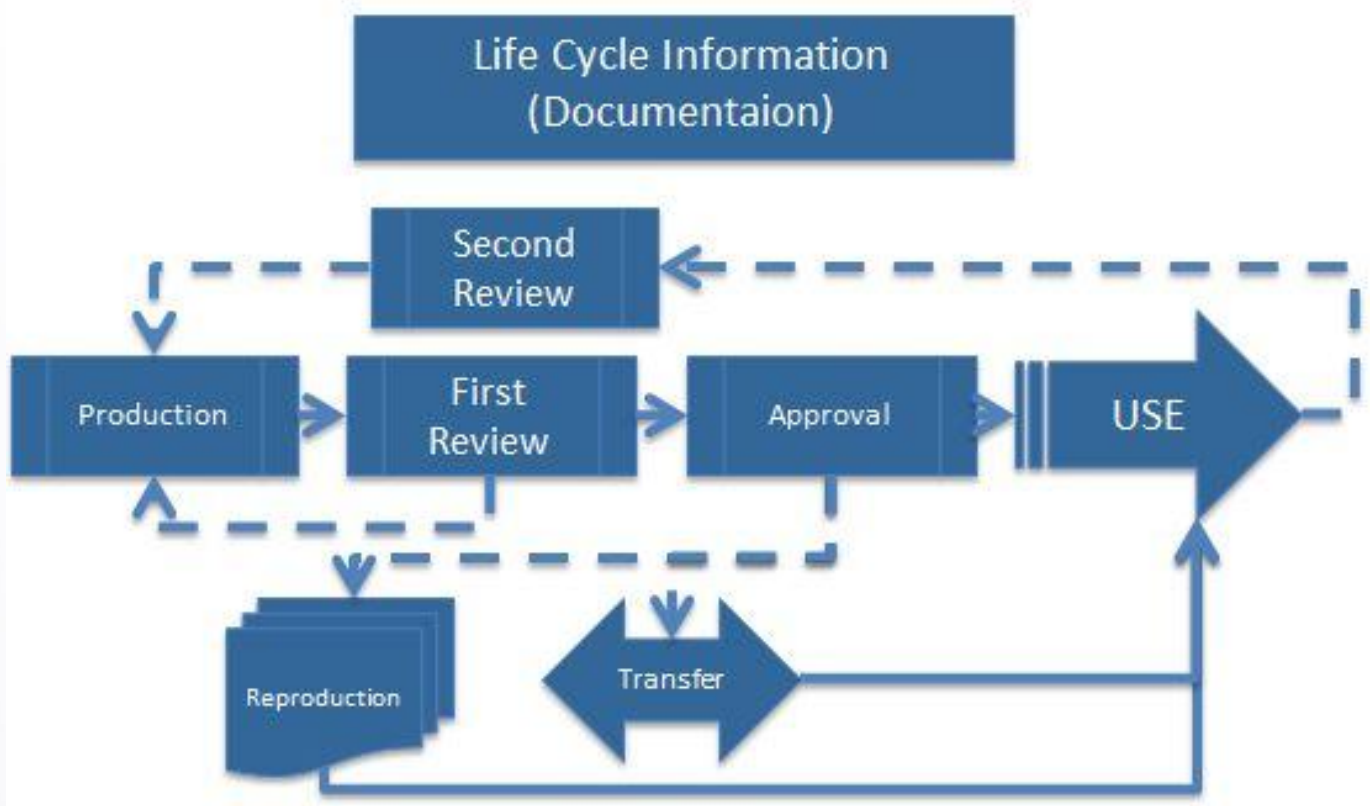 Life Cycle Information
(Documentaion)
Second
Review
Production
First
Review
Approval
USE
Reproduction
Transfer